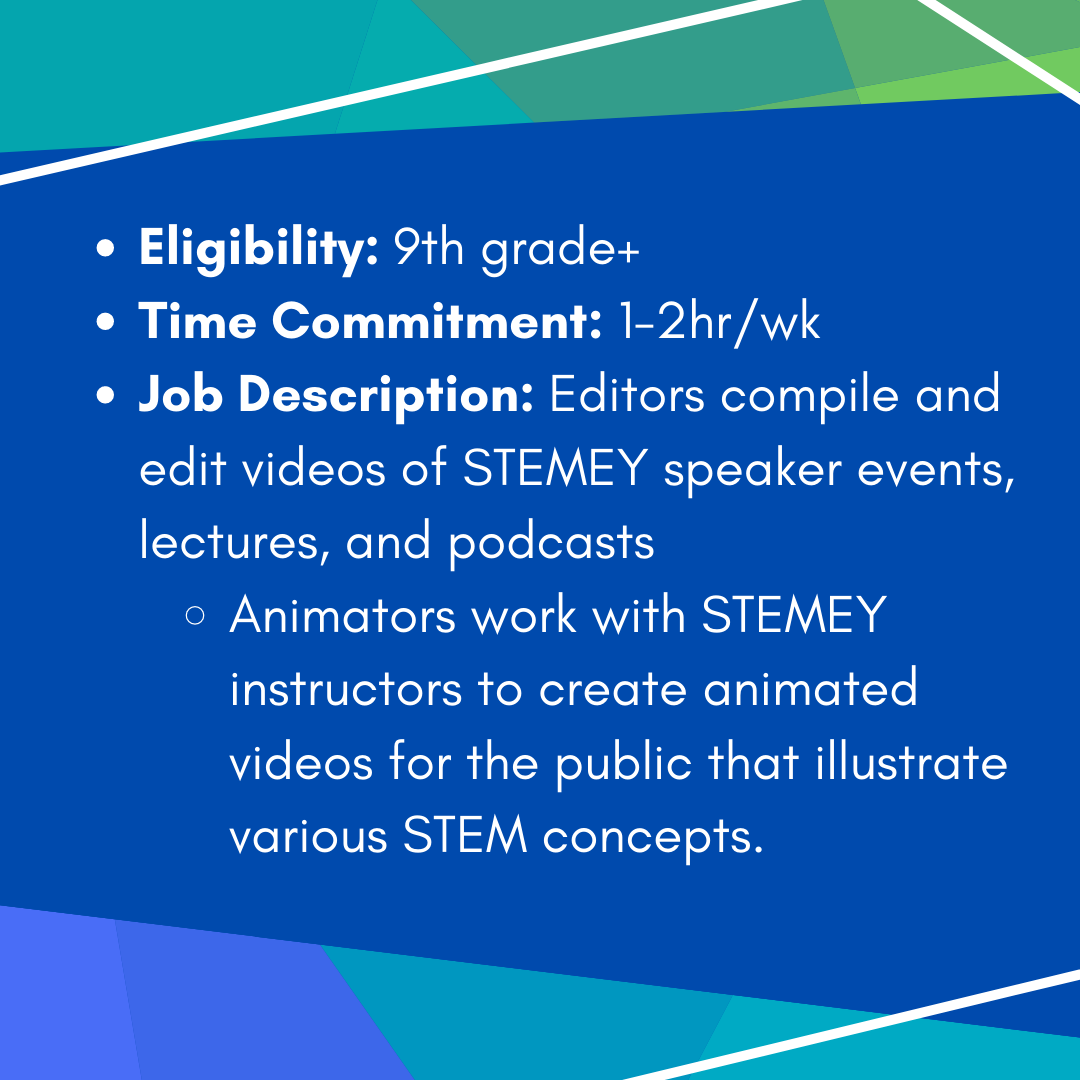 • Eligibility: 9th grade+
• Time Commitment: 1-2hr/wk
• Job Description: Editors compile and
edit videos of STEMEY speaker events,
lectures, and podcasts
◦ Animators work with STEMEY
instructors to create animated
videos for the public that illustrate
various STEM concepts.